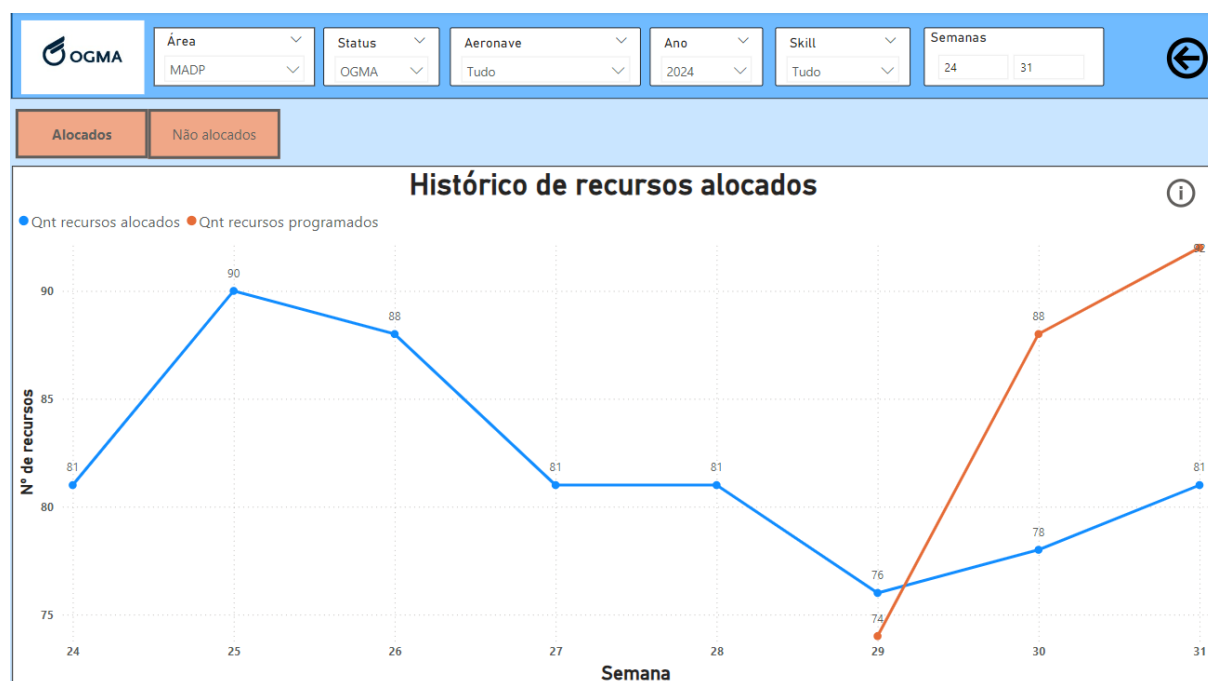 OGMA
Área
MADP
Status
OGMA
Aeronave
Tudo
Ano
2024
Skill
Tudo
Semanas
24 31
Alocados Não alocados
Histórico de recursos alocados
Qnt recursos alocados Qnt recursos programados
Nº de recursos
90
85
80
75
81
90
88
81
81
76
78
81
74
88
92
24 25 26 27 28 29 30 31
Semana